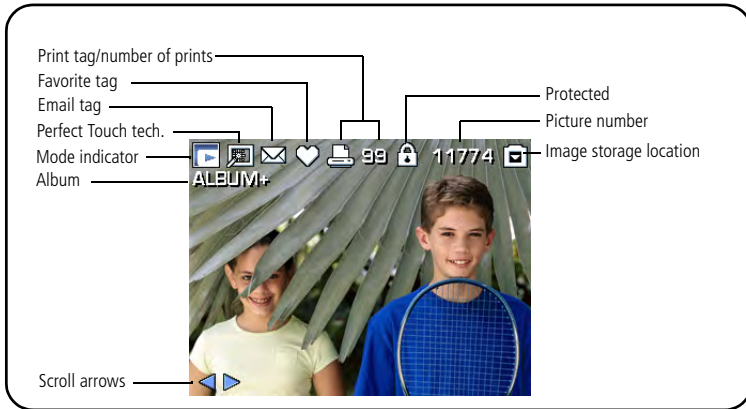 Print tag/number of prints
Favorite tag
Email tag
Perfect Touch tech.
Mode indicator
Album
Scroll arrows
Protected
Picture number
Image storage location
99 11774
ALBUM+